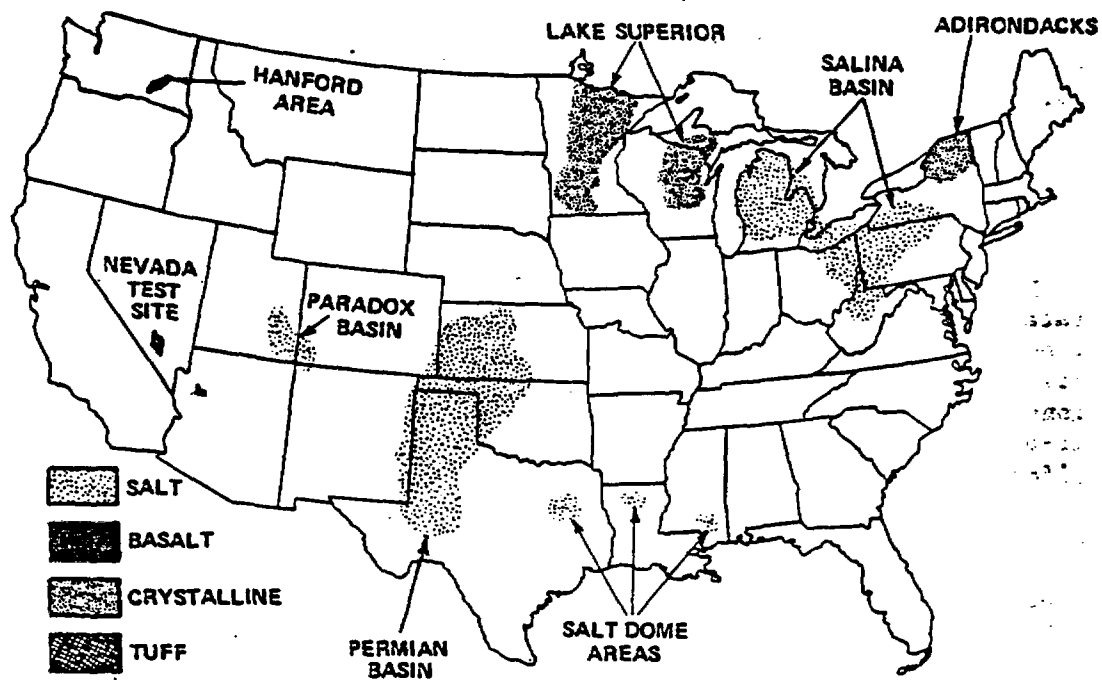 LAKE SUPERIOR
ADIRONDACKS
SALINA
BASIN
HANFORD
AREA
NEVADA
TEST
SITE
PARADOX
BASIN
SALT
BASALT
CRYSTALLINE
TUFF
PERMIAN
BASIN
SALT DOME
AREAS